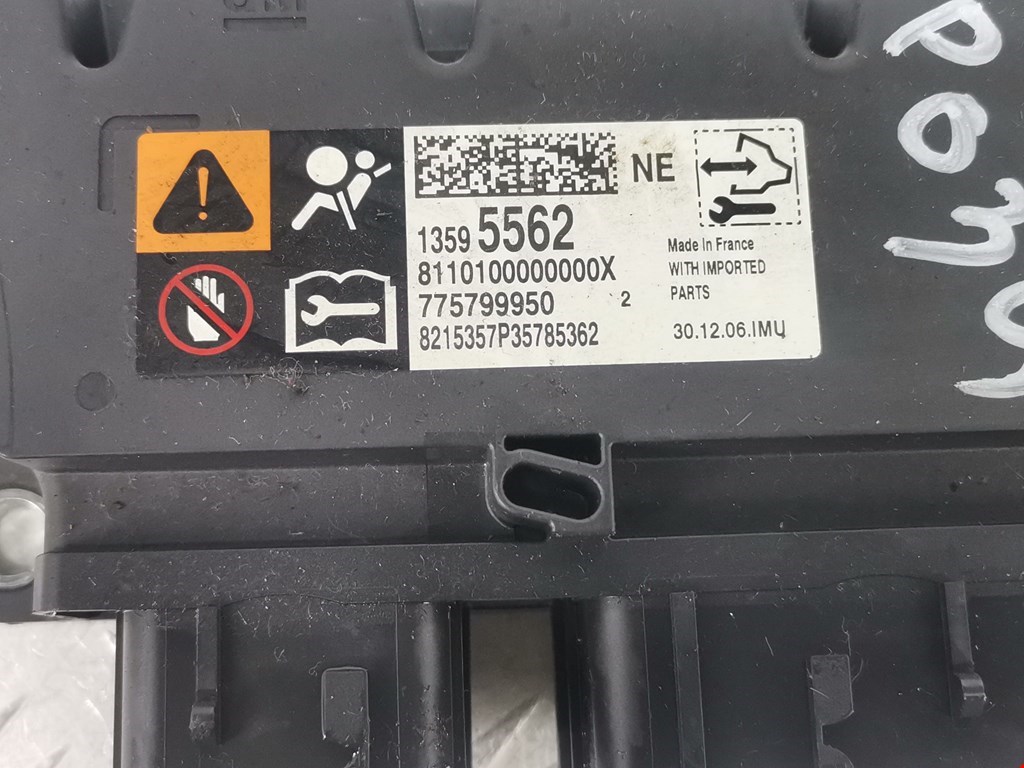 NE
1359 5562
8110100000000X
775799950 2
8215357P35785362
Made In France
WITH IMPORTED
PARTS
30.12.06.IMU